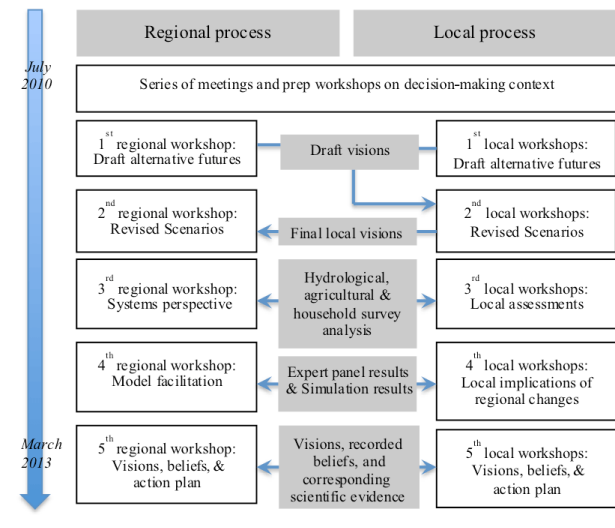 Regional process
Local process
July
2010
Series of meetings and prep workshops on decision-making context
1st regional workshop:
Draft alternative futures
Draft visions
1st local workshops:
Draft alternative futures
2nd regional workshop:
Revised Scenarios
Final local visions
2nd local workshops:
Revised Scenarios
3rd regional workshop:
Systems perspective
Hydrological,
agricultural &
household survey
analysis
3rd local workshops:
Local assessments
4th regional workshop:
Model facilitation
Expert panel results
& Simulation results
4th local workshops:
Local implications of
regional changes
March
2013
5th regional workshop:
Visions, beliefs, &
action plan
Visions, recorded
beliefs, and
corresponding
scientific evidence
5th local workshops:
Visions, beliefs, &
action plan